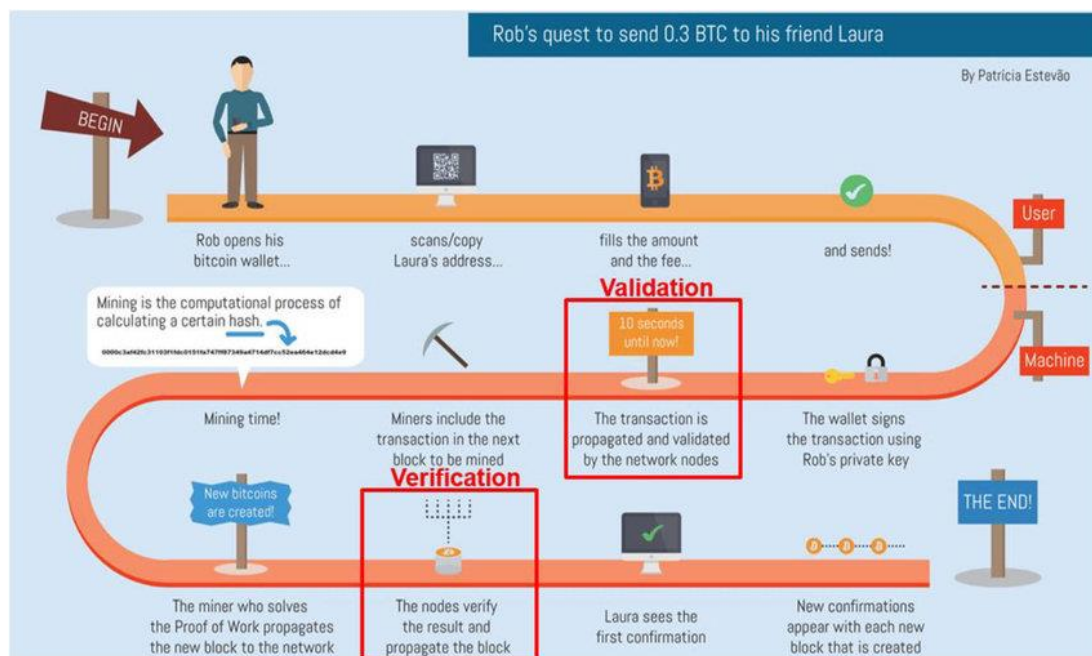 Rob's quest to send 0.3 BTC to his friend Laura
By Patrícia Estevão
BEGIN
Rob opens his
bitcoin wallet...
scans/copy
Laura's address...
fills the amount
and the fee...
and sends!
User
Machine
The wallet signs
the transaction using
Rob's private key
Validation
10 seconds
until now!
The transaction is
propagated and validated
by the network nodes
Miners include the
transaction in the next
block to be mined
Mining is the computational process of
calculating a certain hash.
Mining time!
New bitcoins
are created!
The miner who solves
the Proof of Work propagates
the new block to the network
Verification
The nodes verify
the result and
propagate the block
Laura sees the
first confirmation
New confirmations
appear with each new
block that is created
THE END!